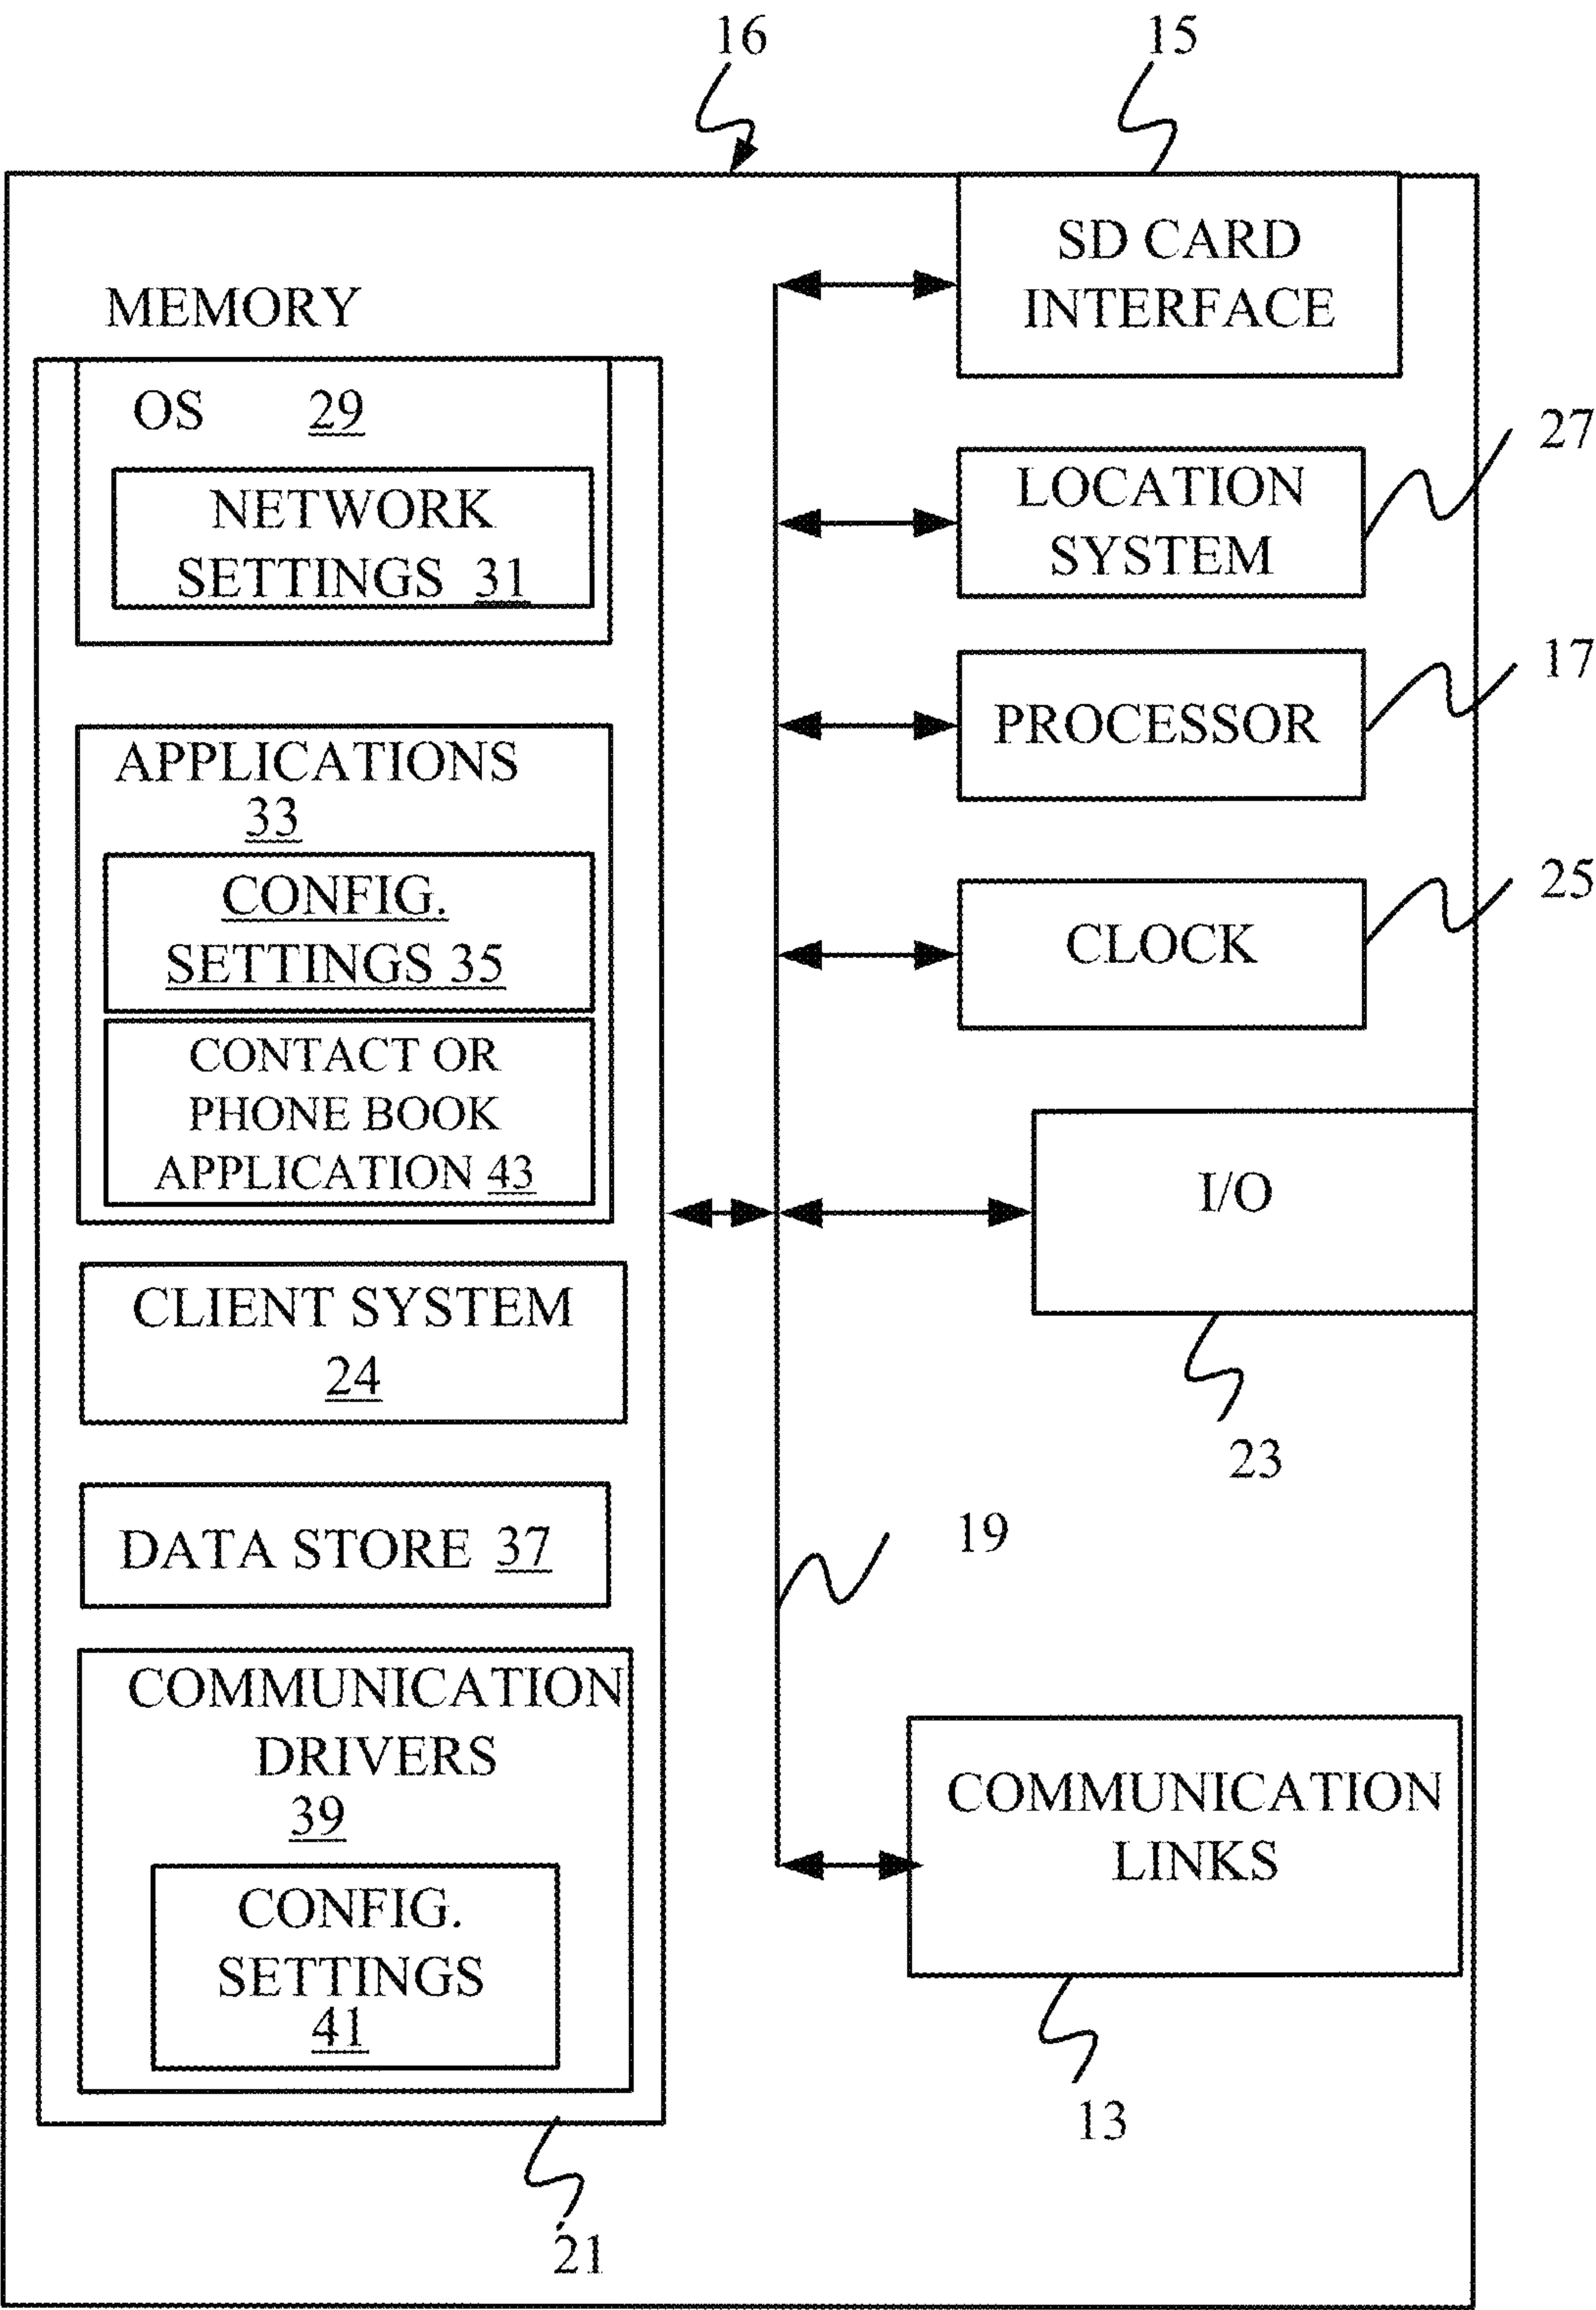 16
15
SD CARD
INTERFACE
MEMORY
OS 29
NETWORK
SETTINGS 31
27
LOCATION
SYSTEM
17
PROCESSOR
APPLICATIONS
33
CONFIG.
SETTINGS 35
25
CLOCK
CONTACT OR
PHONE BOOK
APPLICATION 43
I/O
CLIENT SYSTEM
24
23
DATA STORE 37
19
COMMUNICATION
DRIVERS
39
COMMUNICATION
LINKS
CONFIG.
SETTINGS
41
13
21